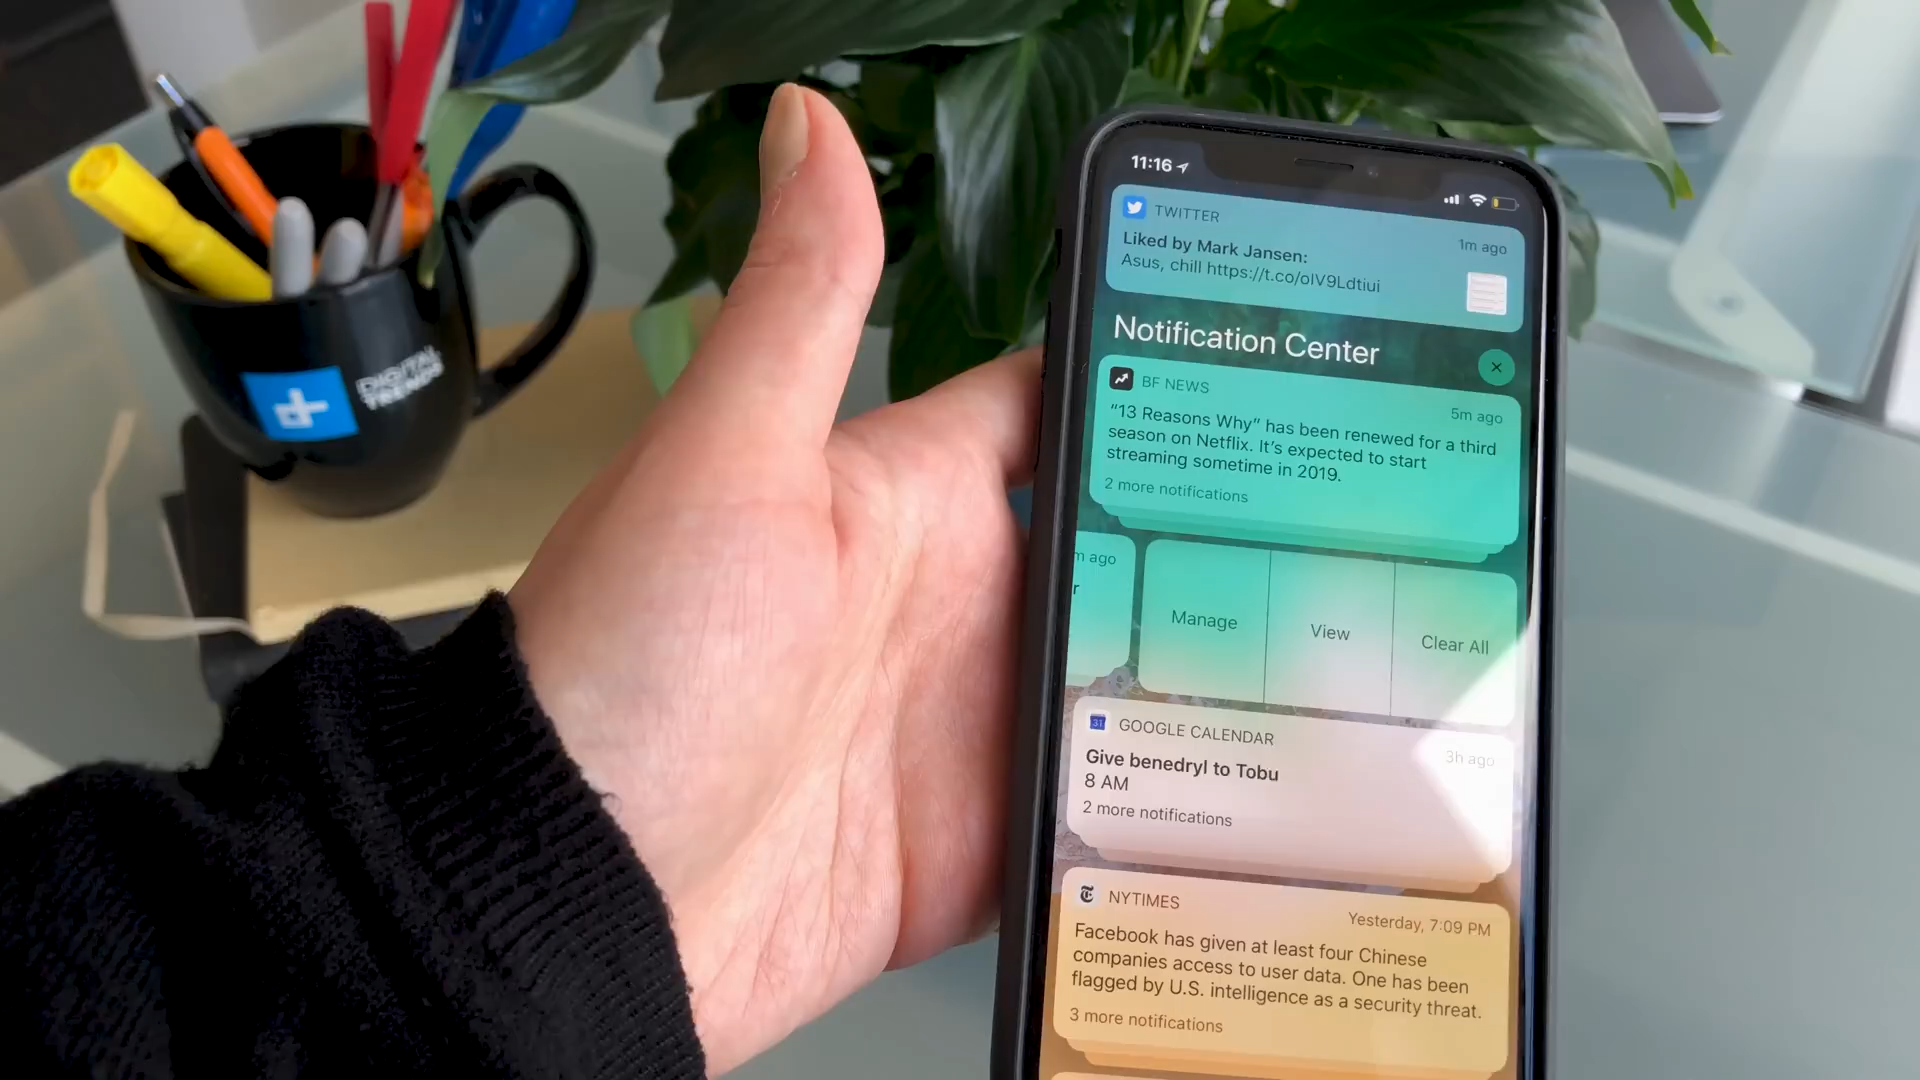 DIGITAL
TRENDS
11:16
TWITTER
1m ago
Liked by Mark Jansen:
Asus, chill https://t.co/oIV9Ldtiui
Notification Center
BF NEWS
5m ago
“13 Reasons Why” has been renewed for a third
season on Netflix. It’s expected to start
streaming sometime in 2019.
2 more notifications
m ago
r
Manage
View
Clear All
31
GOOGLE CALENDAR
3h ago
Give benedryl to Tobu
8 AM
2 more notifications
NYTIMES
Yesterday, 7:09 PM
Facebook has given at least four Chinese
companies access to user data. One has been
flagged by U.S. intelligence as a security threat.
3 more notifications